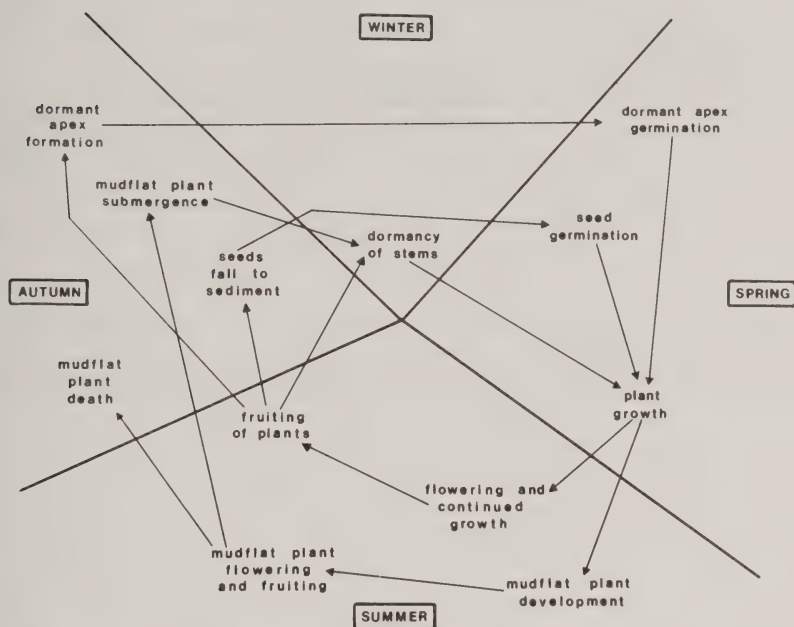 WINTER
dormant
apex
formation
dormant apex
germination
mudflat plant
submergence
seed
germination
dormancy
of stems
seeds
fall to
sediment
AUTUMN
SPRING
mudflat
plant
death
plant
growth
fruiting
of plants
flowering and
continued
growth
mudflat plant
flowering
and fruiting
mudflat plant
development
SUMMER